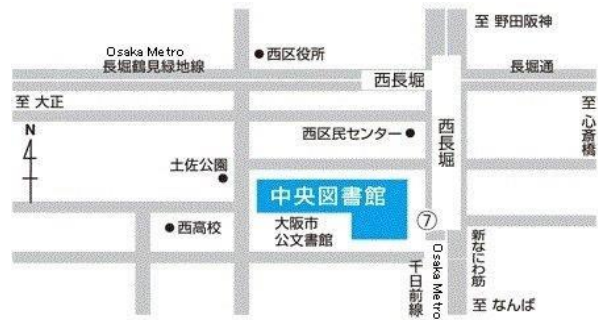 至 野田阪神
Osaka Metro
長堀鶴見緑地線
西区役所
西長堀
長堀通
至 大正
至 心斎橋
N
西区民センター
西長堀
土佐公園
中央図書館
大阪市
公文書館
西高校
⑦
千日前線
Osaka Metro
新なにわ筋
至 なんば